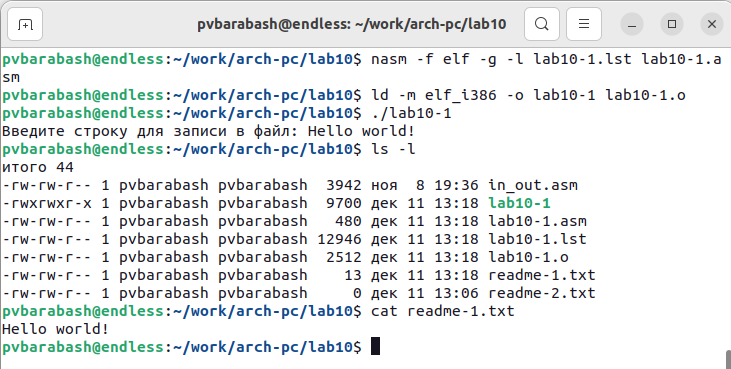 pvbarabash@endless: ~/work/arch-pc/lab10
pvbarabash@endless:~/work/arch-pc/lab10$ nasm -f elf -g -l lab10-1.lst lab10-1.a
sm
pvbarabash@endless:~/work/arch-pc/lab10$ ld -m elf_i386 -o lab10-1 lab10-1.o
pvbarabash@endless:~/work/arch-pc/lab10$ ./lab10-1
Введите строку для записи в файл: Hello world!
pvbarabash@endless:~/work/arch-pc/lab10$ ls -l
итого 44
-rw-rw-r-- 1 pvbarabash pvbarabash  3942 ноя  8 19:36 in_out.asm
-rwxrwxr-x 1 pvbarabash pvbarabash  9700 дек 11 13:18 lab10-1
-rw-rw-r-- 1 pvbarabash pvbarabash   480 дек 11 13:18 lab10-1.asm
-rw-rw-r-- 1 pvbarabash pvbarabash 12946 дек 11 13:18 lab10-1.lst
-rw-rw-r-- 1 pvbarabash pvbarabash  2512 дек 11 13:18 lab10-1.o
-rw-rw-r-- 1 pvbarabash pvbarabash    13 дек 11 13:18 readme-1.txt
-rw-rw-r-- 1 pvbarabash pvbarabash     0 дек 11 13:06 readme-2.txt
pvbarabash@endless:~/work/arch-pc/lab10$ cat readme-1.txt
Hello world!
pvbarabash@endless:~/work/arch-pc/lab10$